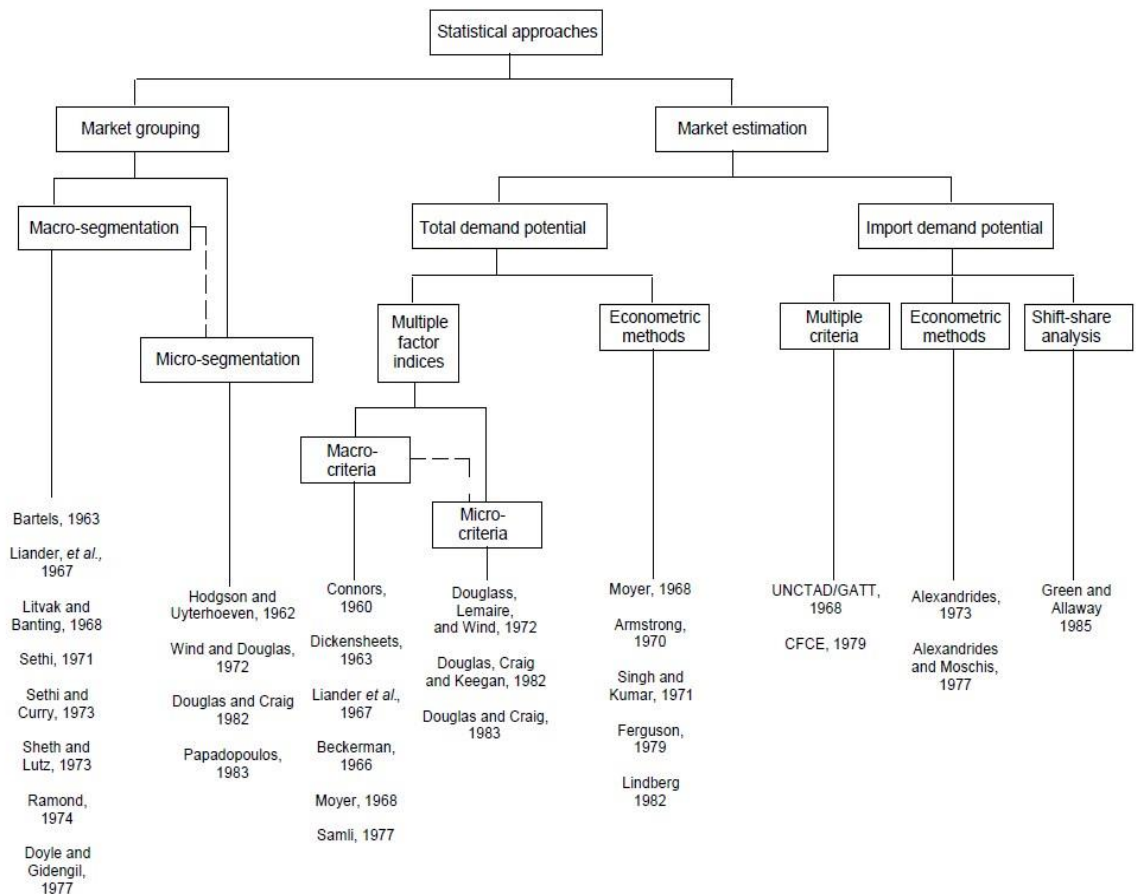 Statistical approaches
Market grouping
Market estimation
Macro-segmentation
Total demand potential
Import demand potential
Micro-segmentation
Multiple
factor
indices
Econometric
methods
Multiple
criteria
Econometric
methods
Shift-share
analysis
Macro-
criteria
Micro-
criteria
Bartels, 1963
Liander, et al.,
1967
Litvak and
Banting, 1968
Sethi, 1971
Sethi and
Curry, 1973
Sheth and
Lutz, 1973
Ramond,
1974
Doyle and
Gidengil,
1977
Hodgson and
Uyterhoeven, 1962
Wind and Douglas,
1972
Douglas and Craig
1982
Papadopoulos,
1983
Connors,
1960
Dickensheets,
1963
Liander et al.,
1967
Beckerman,
1966
Moyer, 1968
Samli, 1977
Douglass,
Lemaire,
and Wind, 1972
Douglas, Craig
and Keegan, 1982
Douglas and Craig,
1983
Moyer, 1968
Armstrong,
1970
Singh and
Kumar, 1971
Ferguson,
1979
Lindberg
1982
UNCTAD/GATT,
1968
CFCE, 1979
Alexandrides,
1973
Alexandrides
and Moschis,
1977
Green and
Allaway
1985